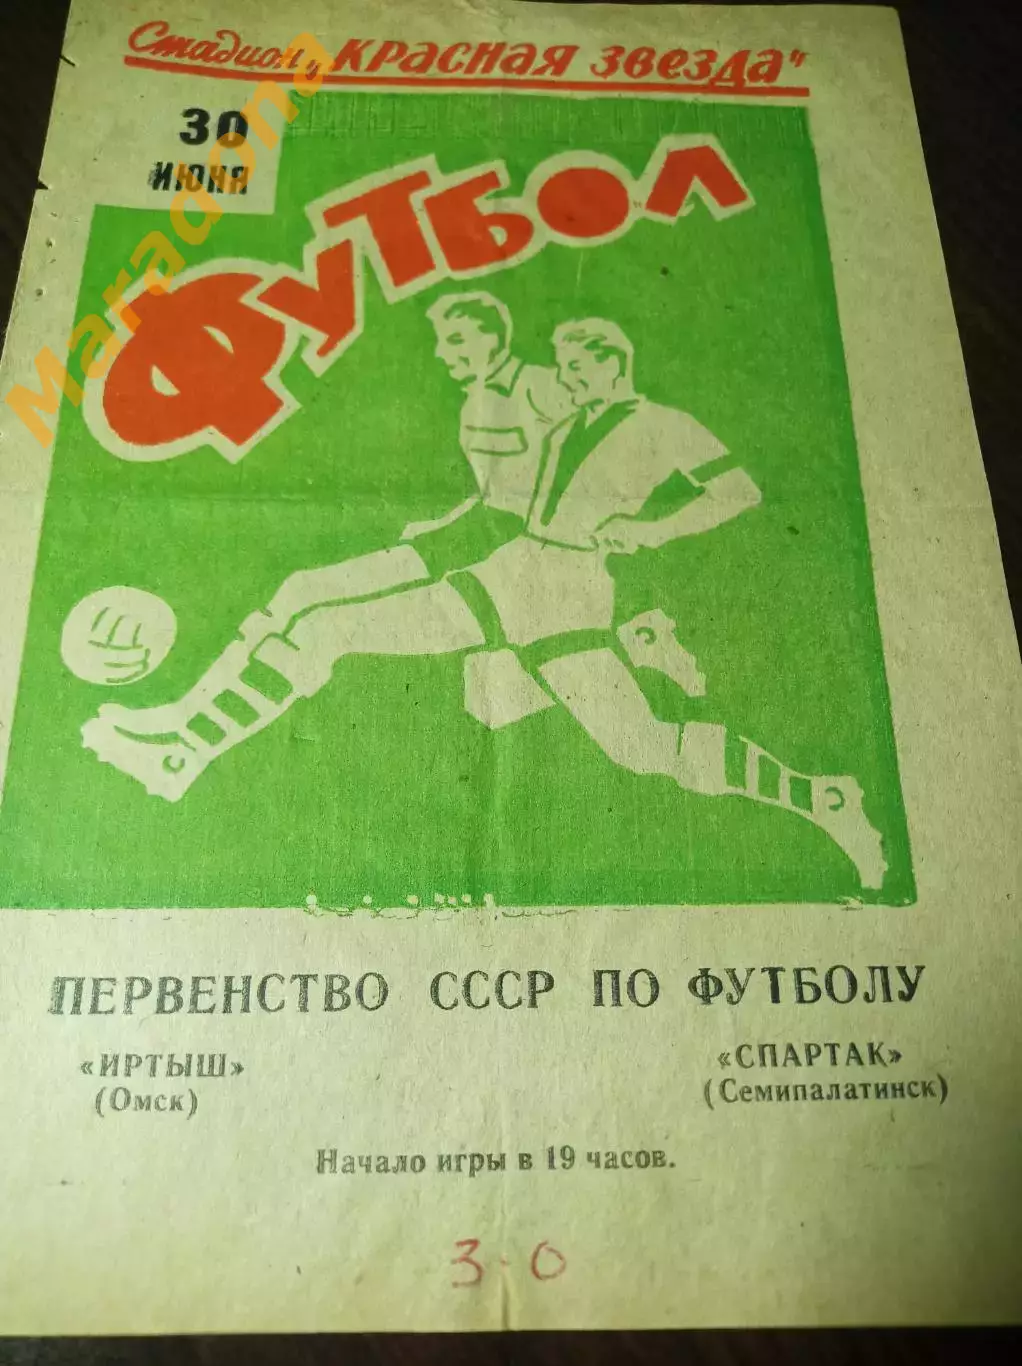 Стадион „КРАСНАЯ ЗВЕЗДА"
30
ИЮНЯ
ФУТБОЛ
Maradona
ПЕРВЕНСТВО СССР ПО ФУТБОЛУ
«ИРТЫШ» «СПАРТАК»
(Омск) (Семипалатинск)
Начало игры в 19 часов.
3-0